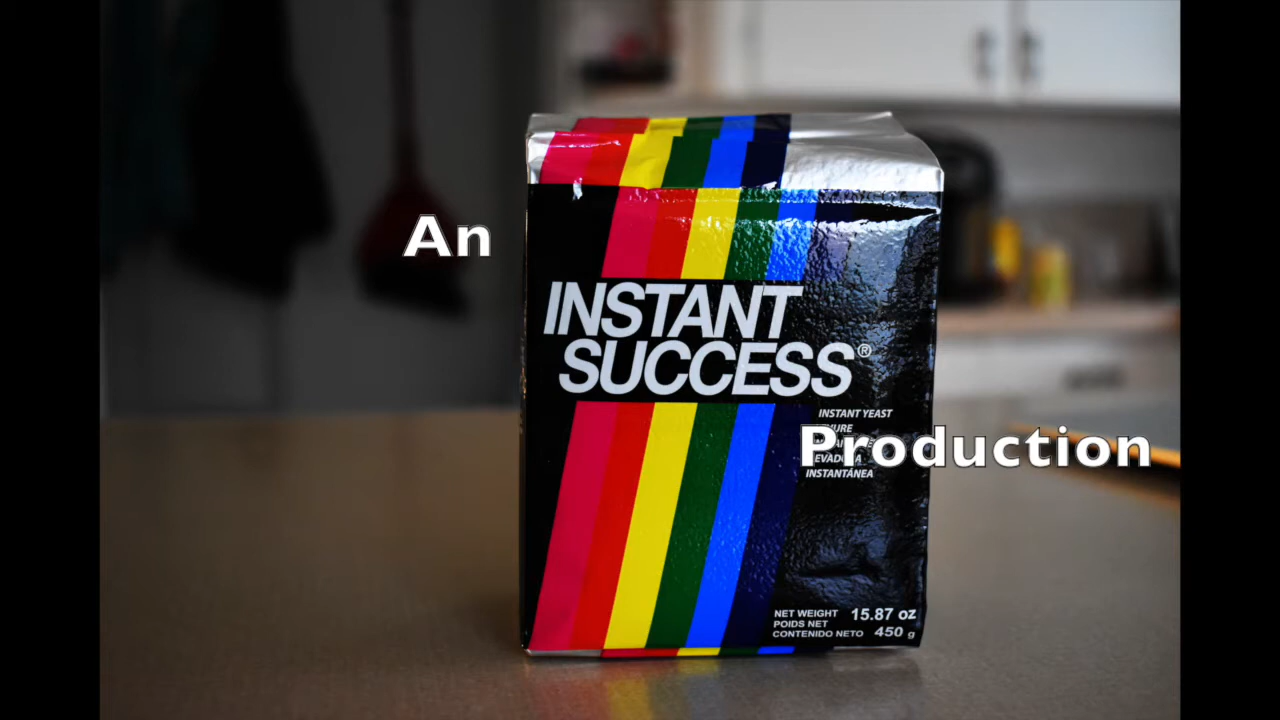 An
INSTANT
SUCCESS®
INSTANT YEAST
Production
INSTANTÁNEA
NET WEIGHT 15.87 oz
POIDS NET
CONTENIDO NETO 450 g